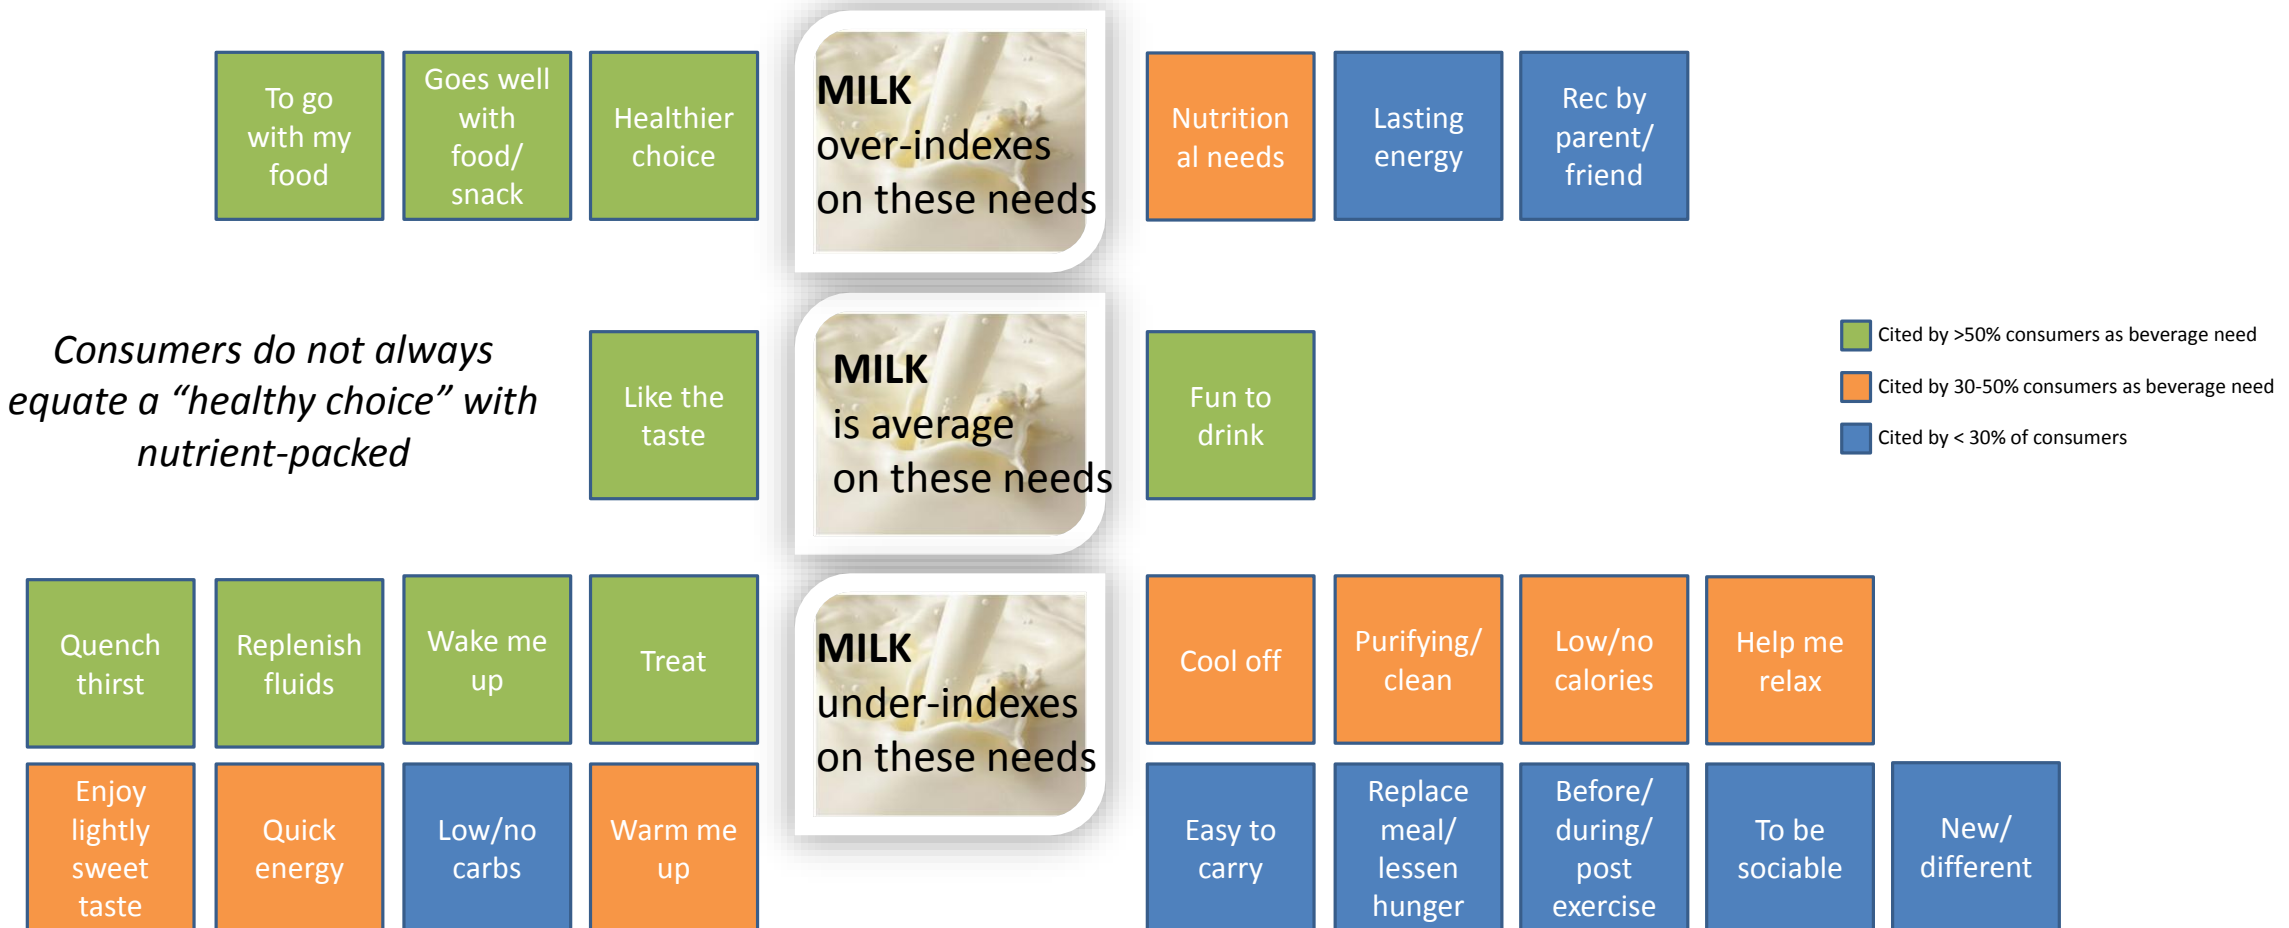 To go
with my
food
Goes well
with
food/
snack
Healthier
choice
MILK
over-indexes
on these needs
Nutrition
al needs
Lasting
energy
Rec by
parent/
friend
Consumers do not always
equate a “healthy choice” with
nutrient-packed
Like the
taste
MILK
is average
on these needs
Fun to
drink
Cited by >50% consumers as beverage need
Cited by 30-50% consumers as beverage need
Cited by < 30% of consumers
Quench
thirst
Replenish
fluids
Wake me
up
Treat
MILK
under-indexes
on these needs
Cool off
Purifying/
clean
Low/no
calories
Help me
relax
Enjoy
lightly
sweet
taste
Quick
energy
Low/no
carbs
Warm me
up
Easy to
carry
Replace
meal/
lessen
hunger
Before/
during/
post
exercise
To be
sociable
New/
different